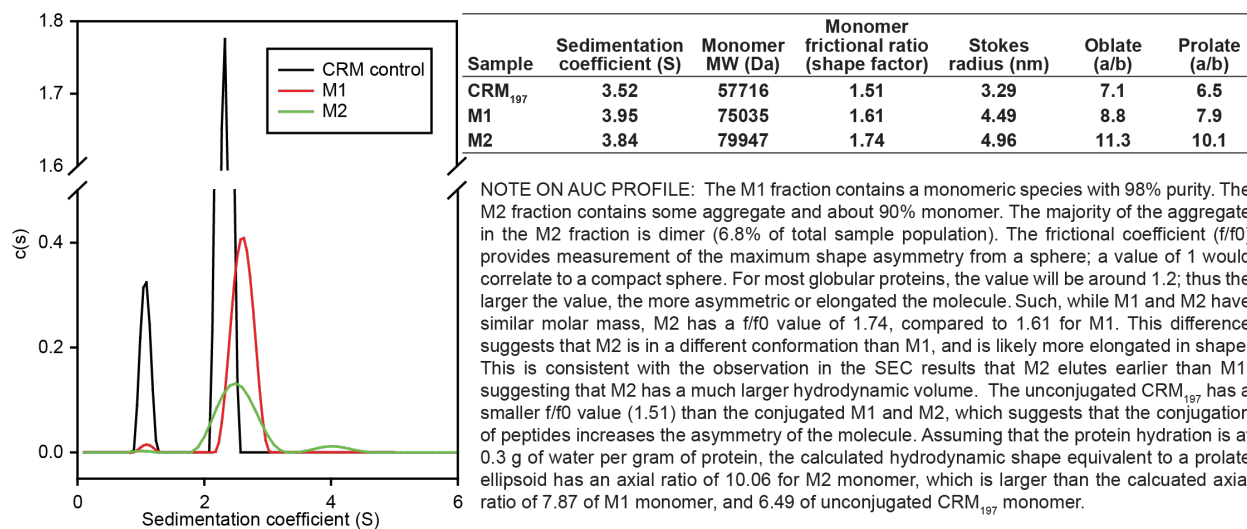 1.8
1.7
1.6
0.4
0.2
0.0
c(s)
0 2 4 6
Sedimentation coefficient (S)
CRM control
M1
M2
Sample Sedimentation coefficient (S) Monomer MW (Da) Monomer frictional ratio (shape factor) Stokes radius (nm) Oblate (a/b) Prolate (a/b)
CRM197 3.52 57716 1.51 3.29 7.1 6.5
M1 3.95 75035 1.61 4.49 8.8 7.9
M2 3.84 79947 1.74 4.96 11.3 10.1
NOTE ON AUC PROFILE: The M1 fraction contains a monomeric species with 98% purity. The
M2 fraction contains some aggregate and about 90% monomer. The majority of the aggregate
in the M2 fraction is dimer (6.8% of total sample population). The frictional coefficient (f/f0)
provides measurement of the maximum shape asymmetry from a sphere; a value of 1 would
correlate to a compact sphere. For most globular proteins, the value will be around 1.2; thus the
larger the value, the more asymmetric or elongated the molecule. Such, while M1 and M2 have
similar molar mass, M2 has a f/f0 value of 1.74, compared to 1.61 for M1. This difference
suggests that M2 is in a different conformation than M1, and is likely more elongated in shape
This is consistent with the observation in the SEC results that M2 elutes earlier than M1
suggesting that M2 has a much larger hydrodynamic volume. The unconjugated CRM197 has a
smaller f/f0 value (1.51) than the conjugated M1 and M2, which suggests that the conjugation
of peptides increases the asymmetry of the molecule. Assuming that the protein hydration is at
0.3 g of water per gram of protein, the calculated hydrodynamic shape equivalent to a prolate
ellipsoid has an axial ratio of 10.06 for M2 monomer, which is larger than the calcuated axial
ratio of 7.87 of M1 monomer, and 6.49 of unconjugated CRM197 monomer.